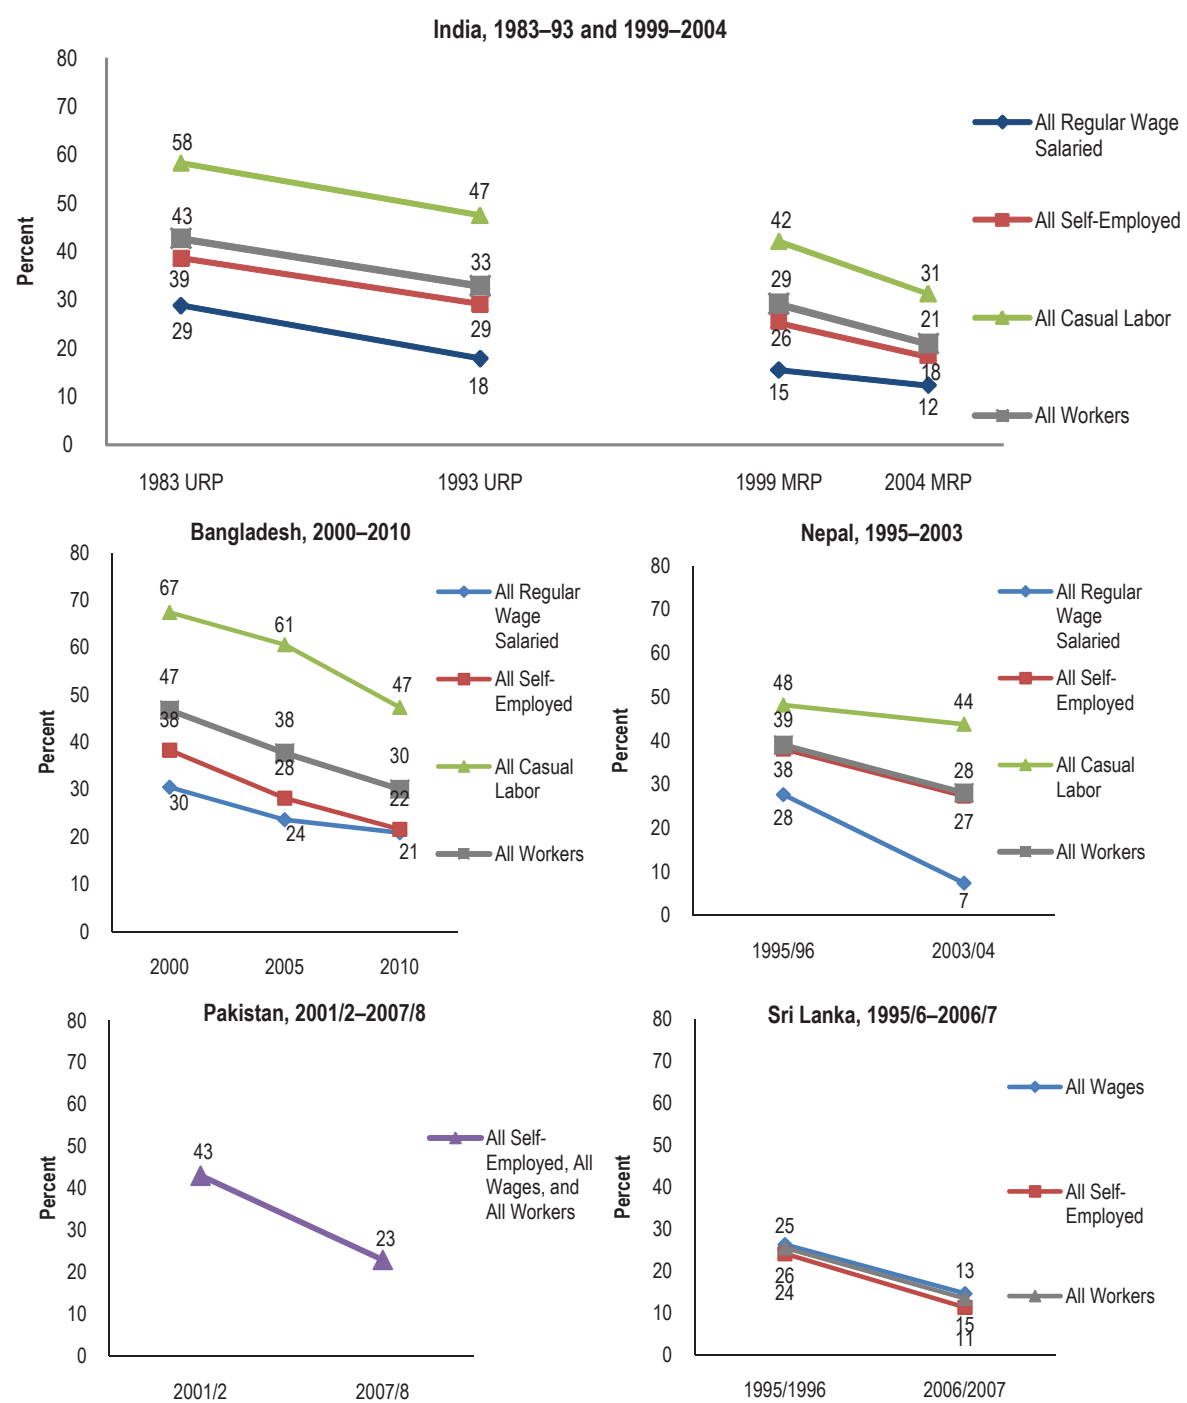 India, 1983–93 and 1999–2004
80
70
60
50
40
30
20
10
0
Percent
58
47
43
33
39
29
29
18
42
31
29
21
26
18
15
12
1983 URP
1993 URP
1999 MRP
2004 MRP
All Regular Wage
Salaried
All Self-Employed
All Casual Labor
All Workers
Bangladesh, 2000–2010
80
70
60
50
40
30
20
10
0
Percent
67
61
47
47
38
30
38
28
22
30
24
21
2000
2005
2010
All Regular
Wage
Salaried
All Self-
Employed
All Casual
Labor
All Workers
Nepal, 1995–2003
80
70
60
50
40
30
20
10
0
Percent
48
44
39
28
38
27
28
7
1995/96
2003/04
All Regular
Wage
Salaried
All Self-
Employed
All Casual
Labor
All Workers
Pakistan, 2001/2–2007/8
80
70
60
50
40
30
20
10
0
Percent
43
23
2001/2
2007/8
All Self-
Employed, All
Wages, and
All Workers
Sri Lanka, 1995/6–2006/7
80
70
60
50
40
30
20
10
0
Percent
25
13
26
24
15
11
1995/1996
2006/2007
All Wages
All Self-
Employed
All Workers